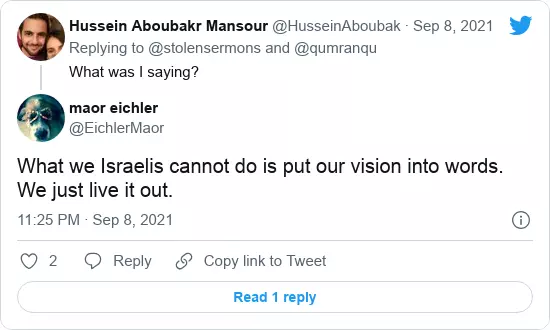 Hussein Aboubakr Mansour @HusseinAboubak · Sep 8, 2021
Replying to @stolensermons and @qumranqu
What was I saying?
maor eichler
@EichlerMaor
What we Israelis cannot do is put our vision into words.
We just live it out.
11:25 PM · Sep 8, 2021
2 Reply Copy link to Tweet
Read 1 reply